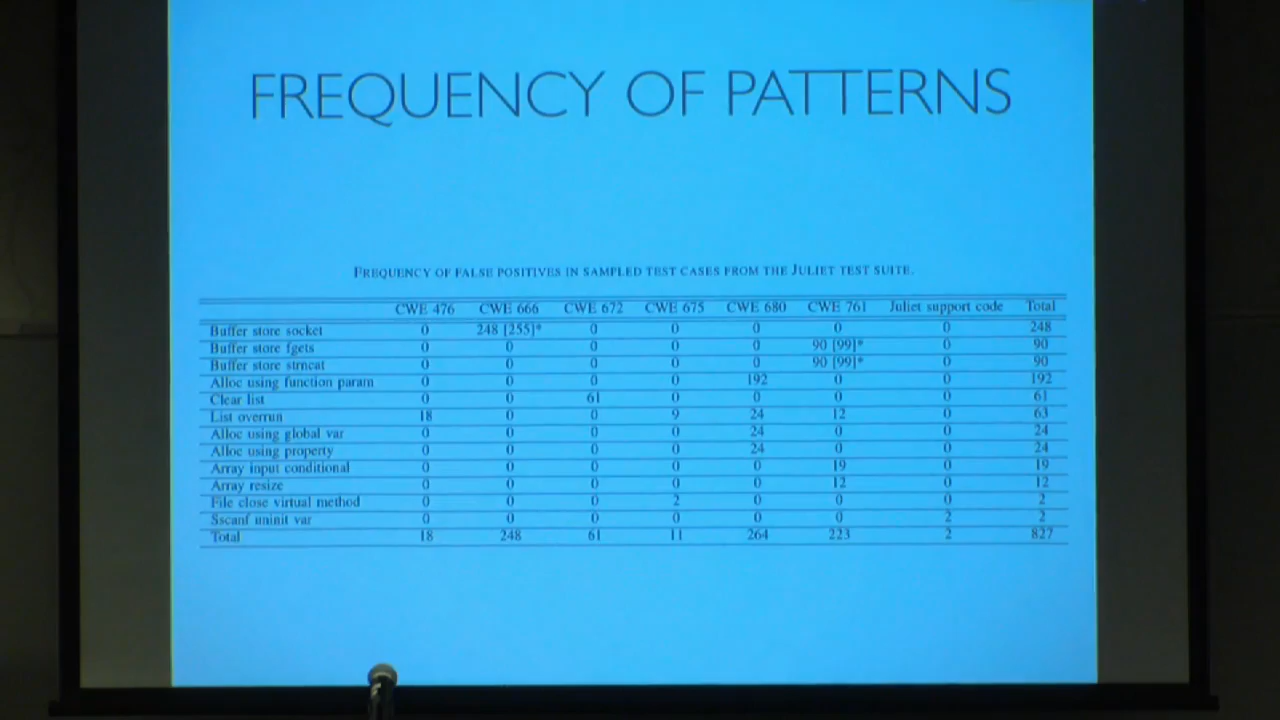 FREQUENCY OF PATTERNS
FREQUENCY OF FALSE POSITIVES IN SAMPLED TEST CASES FROM THE JULIET TEST SUITE.
CWE 476 CWE 666 CWE 672 CWE 675 CWE 680 CWE 761 Juliet support code Total
Buffer store socket 0 248 [255]* 0 0 0 0 0 248
Buffer store fgets 0 0 0 0 0 90 [99]* 0 90
Buffer store strncat 0 0 0 0 0 90 [99]* 0 90
Alloc using function param 0 0 0 0 192 0 0 192
Clear list 0 0 61 0 0 0 0 61
List overrun 18 0 0 9 24 12 0 63
Alloc using global var 0 0 0 0 24 0 0 24
Alloc using property 0 0 0 0 24 0 0 24
Array input conditional 0 0 0 0 0 19 0 19
Array resize 0 0 0 0 0 12 0 12
File close virtual method 0 0 0 2 0 0 0 2
Sscanf uninit var 0 0 0 0 0 0 2 2
Total 18 248 61 11 264 223 2 827